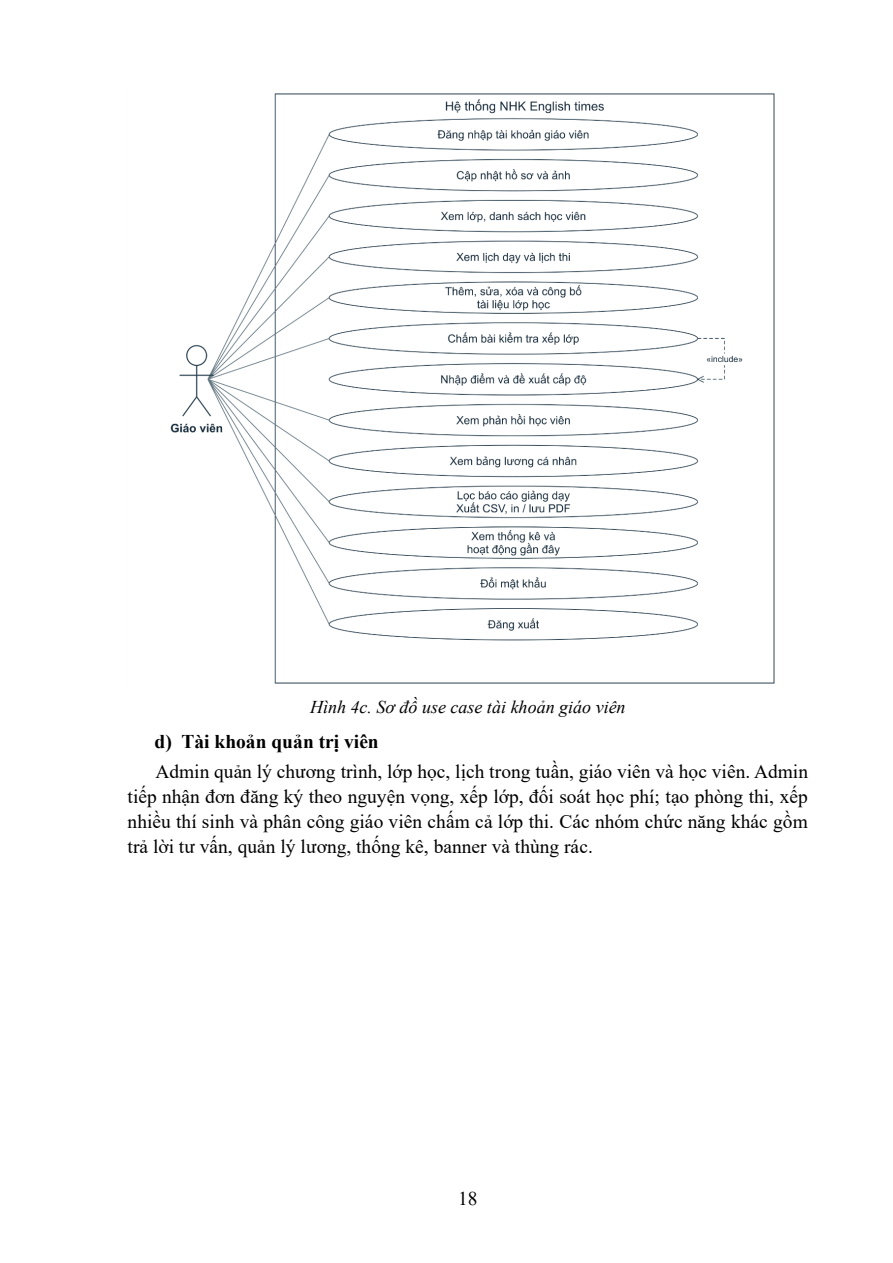 Hệ thống NHK English times
Đăng nhập tài khoản giáo viên
Cập nhật hồ sơ và ảnh
Xem lớp, danh sách học viên
Xem lịch dạy và lịch thi
Thêm, sửa, xóa và công bố
tài liệu lớp học
Chấm bài kiểm tra xếp lớp
«include»
Nhập điểm và đề xuất cấp độ
Giáo viên
Xem phản hồi học viên
Xem bảng lương cá nhân
Lọc báo cáo giảng dạy
Xuất CSV, in / lưu PDF
Xem thống kê và
hoạt động gần đây
Đổi mật khẩu
Đăng xuất
Hình 4c. Sơ đồ use case tài khoản giáo viên
d) Tài khoản quản trị viên
Admin quản lý chương trình, lớp học, lịch trong tuần, giáo viên và học viên. Admin
tiếp nhận đơn đăng ký theo nguyện vọng, xếp lớp, đối soát học phí; tạo phòng thi, xếp
nhiều thí sinh và phân công giáo viên chấm cả lớp thi. Các nhóm chức năng khác gồm
trả lời tư vấn, quản lý lương, thống kê, banner và thùng rác.
18